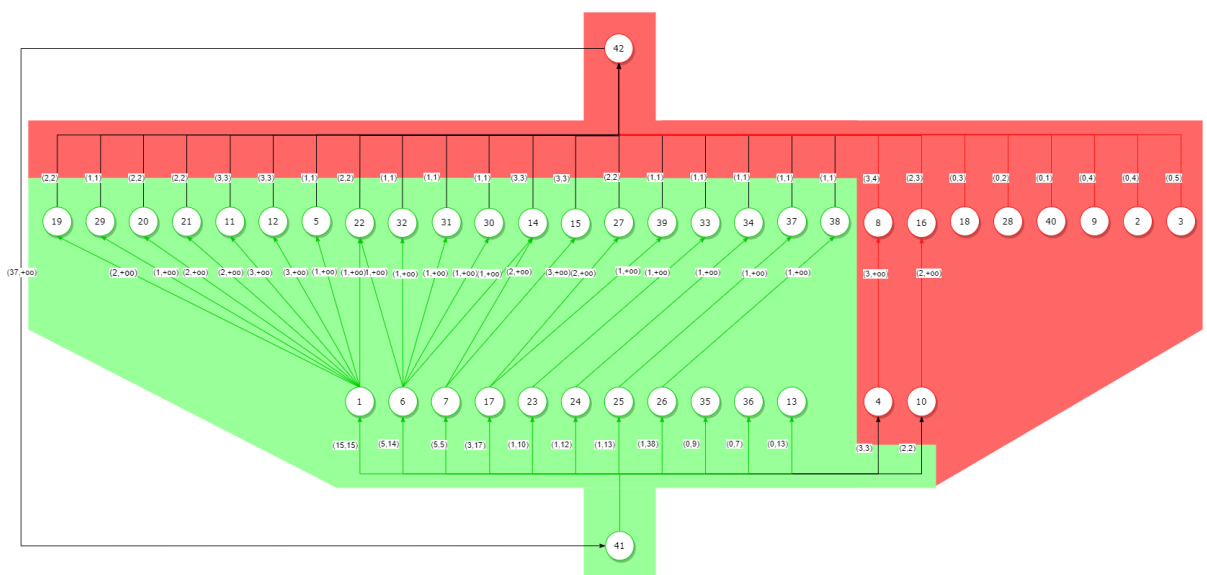 42
(2,2) (1,1) (2,2) (2,2) (3,3) (3,3) (1,1) (2,2) (1,1) (1,1) (1,1) (3,3) (3,3) (2,2) (1,1) (1,1) (1,1) (1,1) (1,1) (3,4) (2,3) (0,3) (0,2) (0,1) (0,4) (0,4) (0,5)
19 29 20 21 11 12 5 22 32 31 30 14 15 27 39 33 34 37 38 8 16 18 28 40 9 2 3
(37,+oo) (2,+oo) (1,+oo) (2,+oo) (2,+oo) (3,+oo) (3,+oo) (1,+oo) (1,+oo) (1,+oo) (1,+oo) (1,+oo) (1,+oo) (1,+oo) (2,+oo) (3,+oo) (2,+oo) (1,+oo) (1,+oo) (1,+oo) (1,+oo) (1,+oo) (3,+oo) (2,+oo)
1 6 7 17 23 24 25 26 35 36 13 4 10
(15,15) (5,14) (5,5) (3,17) (1,10) (1,12) (1,13) (1,38) (0,9) (0,7) (0,13) (3,3) (2,2)
41